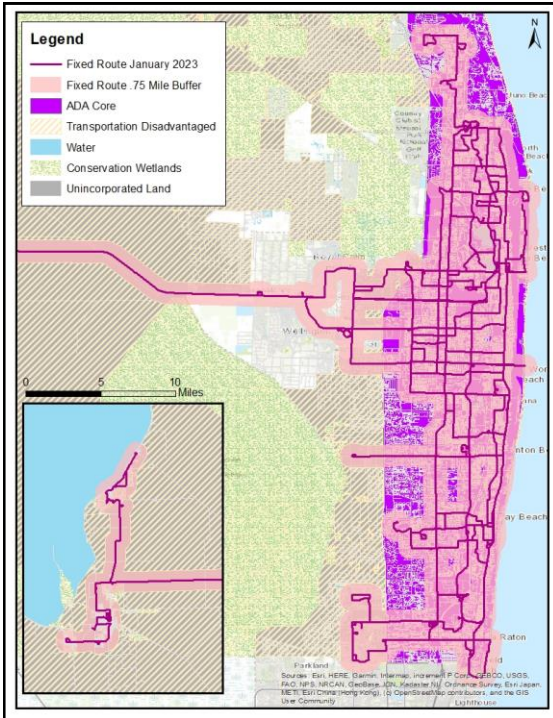 Legend
Fixed Route January 2023
Fixed Route .75 Mile Buffer
ADA Core
Transportation Disadvantaged
Water
Conservation Wetlands
Unincorporated Land
N
0 5 10
Miles
Parkland
Raton
Sources: Esri, HERE, Garmin, Intermap, increment P Corp., GEBCO, USGS,
FAO, NPS, NRCAN, GeoBase, IGN, Kadaster NL, Ordnance Survey, Esri Japan,
METI, Esri China (Hong Kong), (c) OpenStreetMap contributors, and the GIS
User Community
Lighthouse